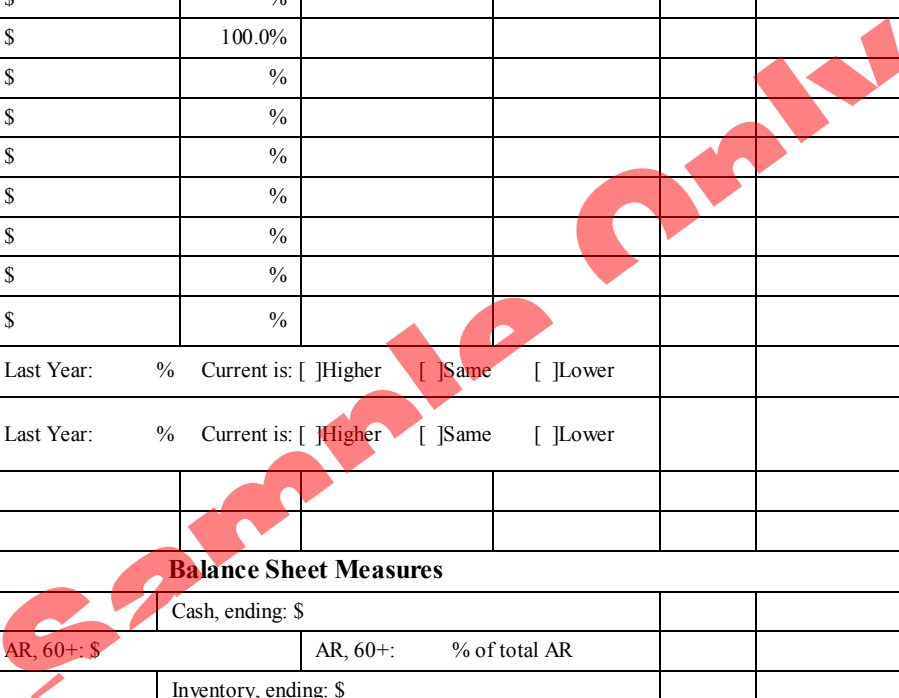 $ %
$ 100.0%
$ %
$ %
$ %
$ %
$ %
$ %
$ %
Last Year: % Current is: [ ]Higher [ ]Same [ ]Lower
Last Year: % Current is: [ ]Higher [ ]Same [ ]Lower
Balance Sheet Measures
Cash, ending: $
AR, 60+: $ AR, 60+: % of total AR
Inventory, ending: $
Sample Only